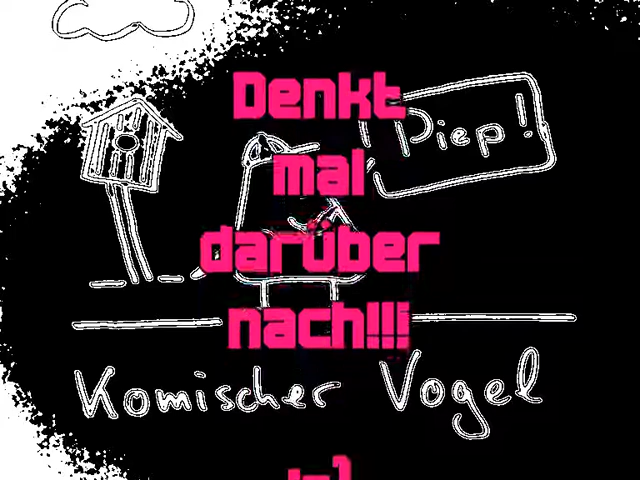 Denkt
Piep!
mal
darüber
nach!!!
Komischer Vogel
:-)